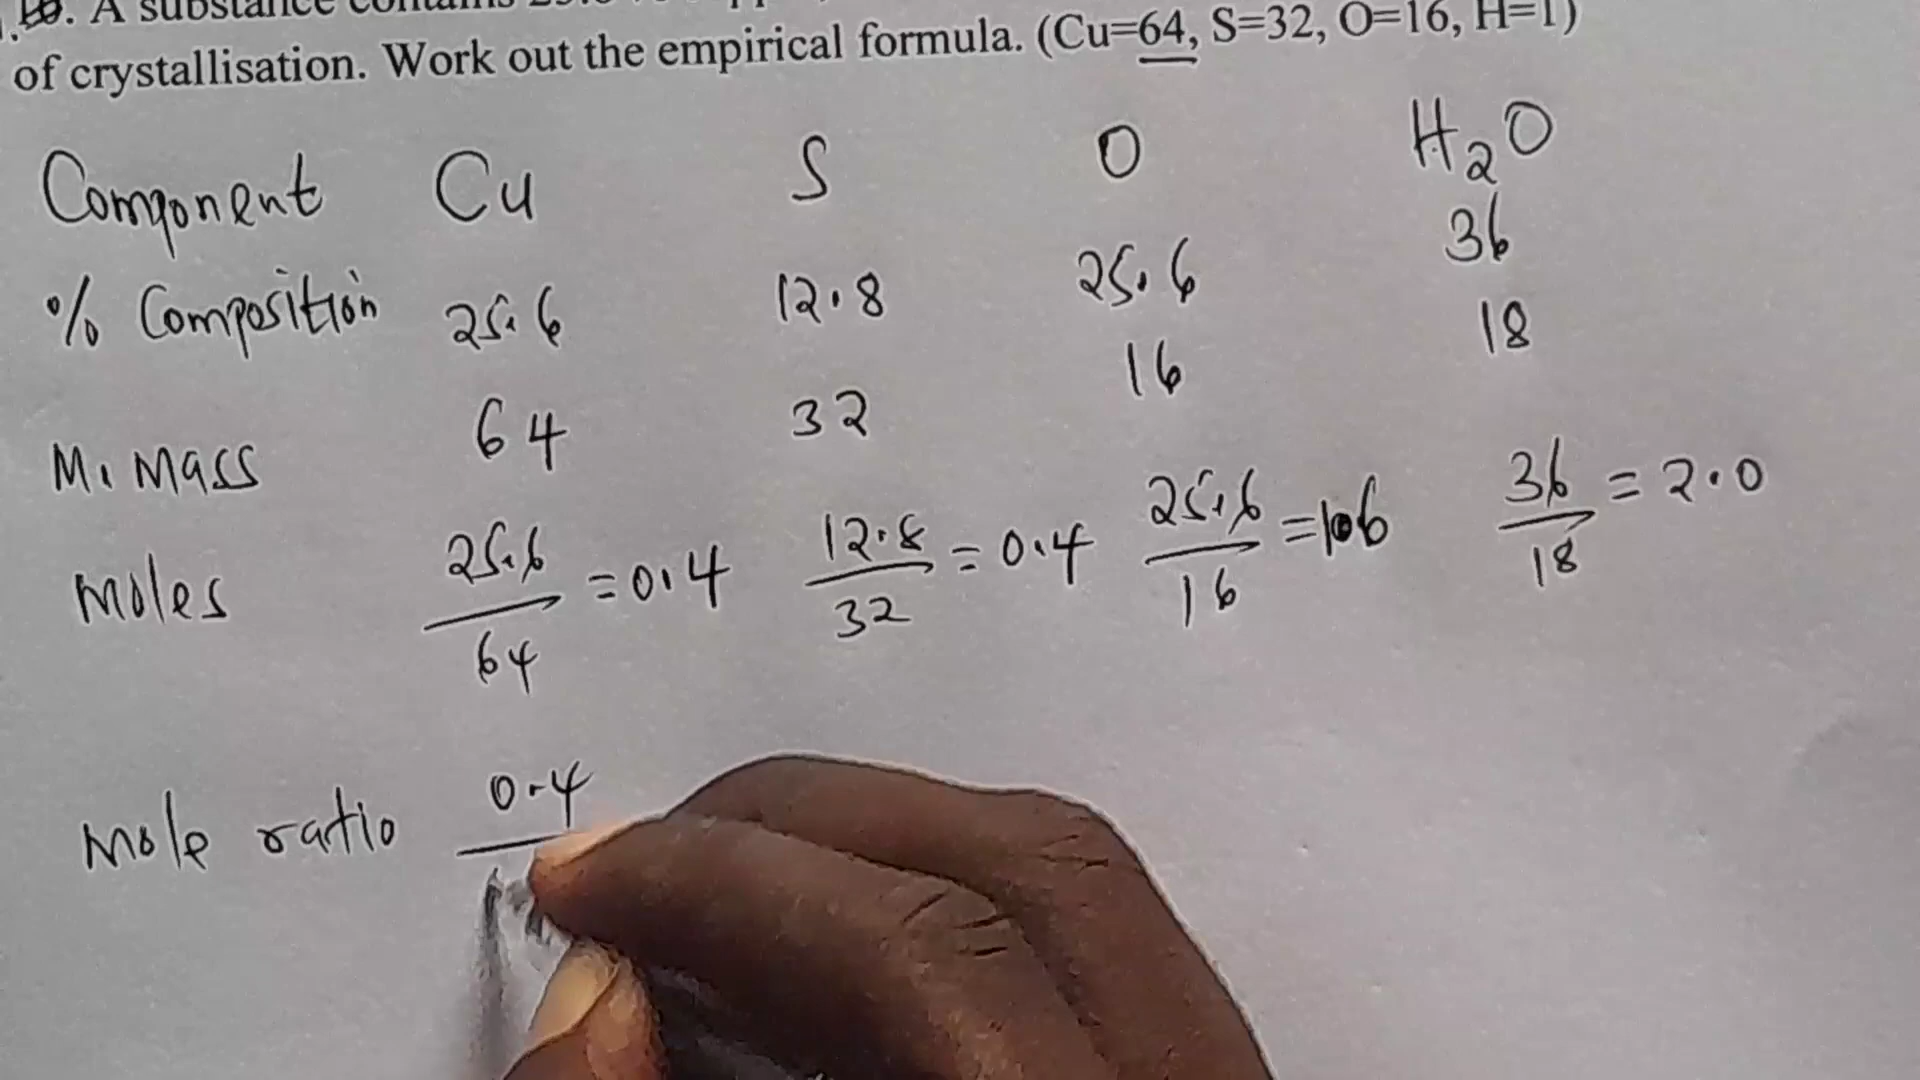 A substance contains
of crystallisation. Work out the empirical formula. (Cu=64, S=32, O=16, H=1)
Component Cu S O H2O
% Composition 25.6 12.8 25.6 36
M. Mass 64 32 16 18
Moles 25.6/64 =0.4 12.8/32 =0.4 25.6/16 =1.6 36/18 =2.0
Mole ratio 0.4